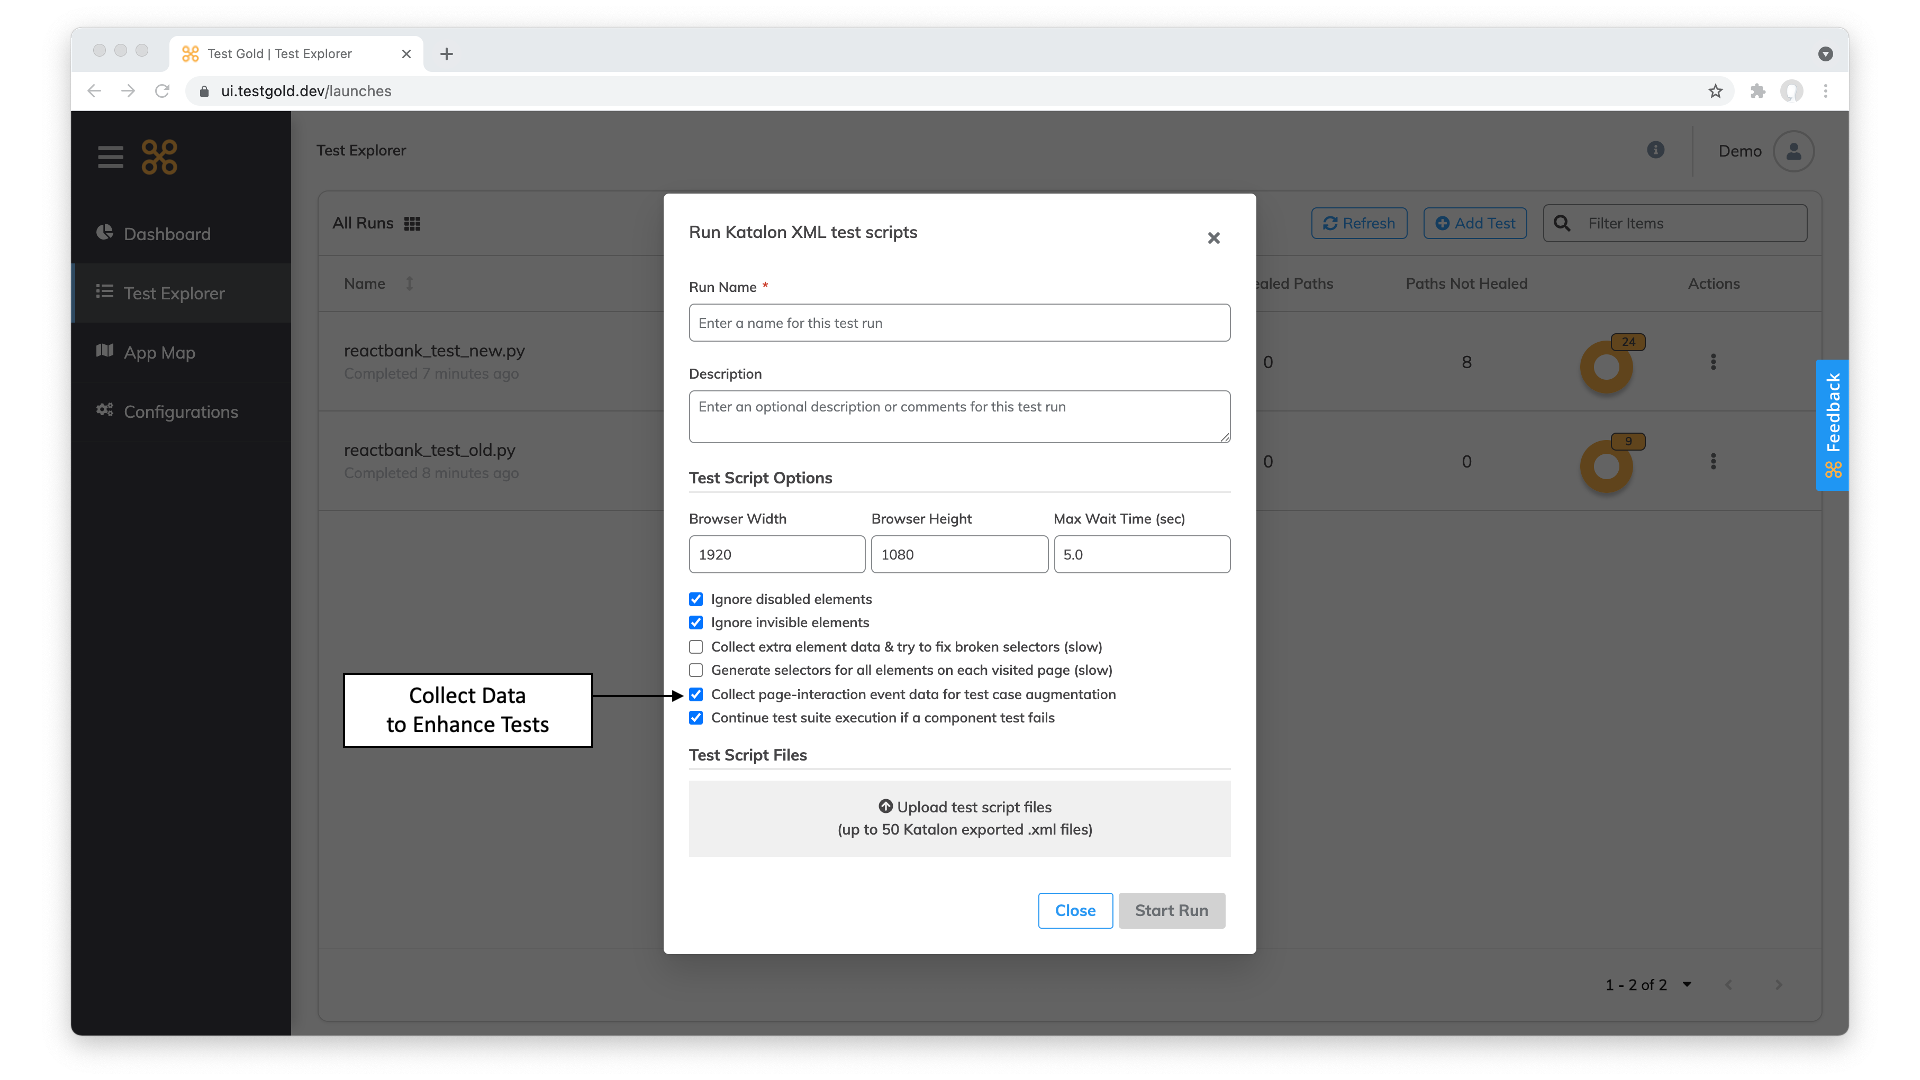 Test Gold | Test Explorer
ui.testgold.dev/launches
Test Explorer
Demo
Dashboard
Test Explorer
App Map
Configurations
All Runs
Refresh
Add Test
Filter Items
Name
ealed Paths
Paths Not Healed
Actions
reactbank_test_new.py
Completed 7 minutes ago
0
8
24
reactbank_test_old.py
Completed 8 minutes ago
0
0
9
Feedback
Run Katalon XML test scripts
Run Name *
Enter a name for this test run
Description
Enter an optional description or comments for this test run
Test Script Options
Browser Width
Browser Height
Max Wait Time (sec)
1920
1080
5.0
Ignore disabled elements
Ignore invisible elements
Collect extra element data & try to fix broken selectors (slow)
Generate selectors for all elements on each visited page (slow)
Collect page-interaction event data for test case augmentation
Continue test suite execution if a component test fails
Collect Data
to Enhance Tests
Test Script Files
Upload test script files
(up to 50 Katalon exported .xml files)
Close
Start Run
1 - 2 of 2